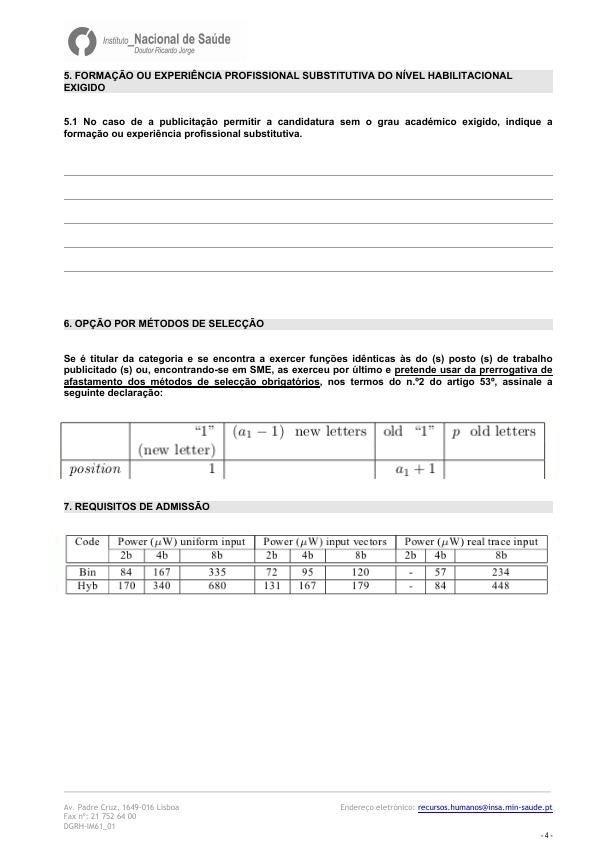 Instituto_Nacional de Saúde
Doutor Ricardo Jorge
5. FORMAÇÃO OU EXPERIÊNCIA PROFISSIONAL SUBSTITUTIVA DO NÍVEL HABILITACIONAL
EXIGIDO
5.1 No caso de a publicitação permitir a candidatura sem o grau académico exigido, indique a
formação ou experiência profissional substitutiva.
6. OPÇÃO POR MÉTODOS DE SELECÇÃO
Se é titular da categoria e se encontra a exercer funções idênticas às do (s) posto (s) de trabalho
publicitado (s) ou, encontrando-se em SME, as exerceu por último e pretende usar da prerrogativa de
afastamento dos métodos de selecção obrigatórios, nos termos do n.º2 do artigo 53º, assinale a
seguinte declaração:
“1” (a₁ − 1) new letters old “1” p old letters
(new letter)
position 1 a₁ + 1
7. REQUISITOS DE ADMISSÃO
Code Power (μW) uniform input Power (μW) input vectors Power (μW) real trace input
2b 4b 8b 2b 4b 8b 2b 4b 8b
Bin 84 167 335 72 95 120 - 57 234
Hyb 170 340 680 131 167 179 - 84 448
Av. Padre Cruz, 1649-016 Lisboa Endereço eletrónico: recursos.humanos@insa.min-saude.pt
Fax nº: 21 752 64 00
DGRH-IM61_01
- 4 -